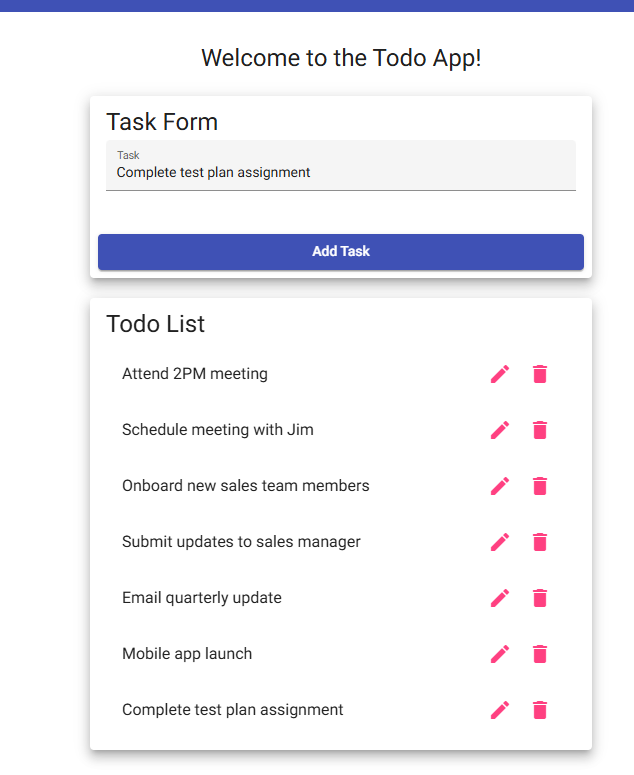 Welcome to the Todo App!
Task Form
Task
Complete test plan assignment
Add Task
Todo List
Attend 2PM meeting
Schedule meeting with Jim
Onboard new sales team members
Submit updates to sales manager
Email quarterly update
Mobile app launch
Complete test plan assignment